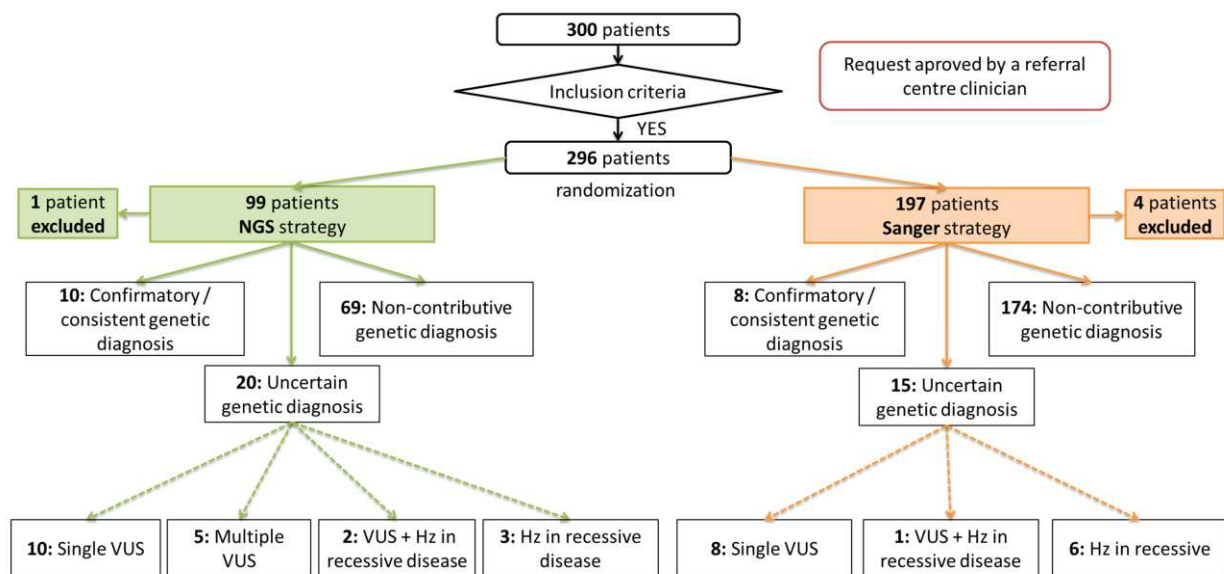 300 patients
Request aproved by a referral
centre clinician
Inclusion criteria
YES
296 patients
randomization
1 patient
excluded
99 patients
NGS strategy
197 patients
Sanger strategy
4 patients
excluded
10: Confirmatory /
consistent genetic
diagnosis
69: Non-contributive
genetic diagnosis
8: Confirmatory /
consistent genetic
diagnosis
174: Non-contributive
genetic diagnosis
20: Uncertain
genetic diagnosis
15: Uncertain
genetic diagnosis
10: Single VUS
5: Multiple
VUS
2: VUS + Hz in
recessive disease
3: Hz in recessive
disease
8: Single VUS
1: VUS + Hz in
recessive disease
6: Hz in recessive